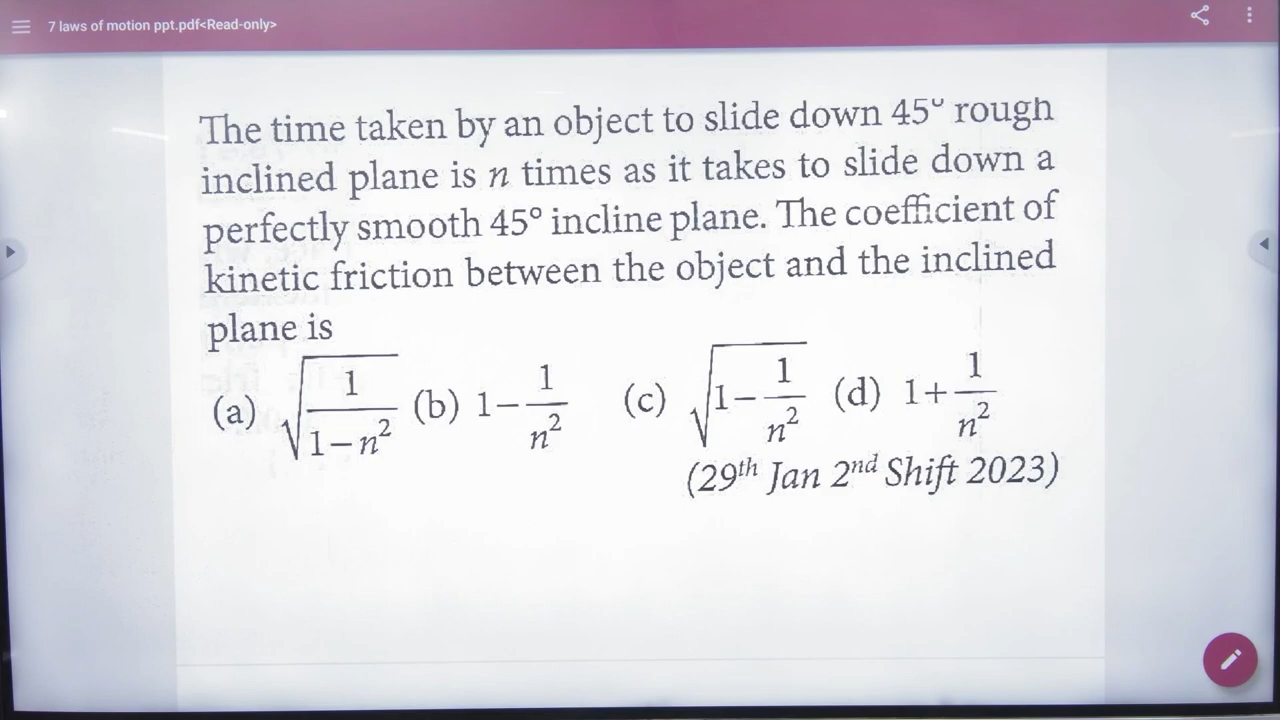 7 laws of motion ppt.pdf<Read-only>
The time taken by an object to slide down 45° rough
inclined plane is n times as it takes to slide down a
perfectly smooth 45° incline plane. The coefficient of
kinetic friction between the object and the inclined
plane is
(a) √(1/(1−n²)) (b) 1−1/n² (c) √(1−1/n²) (d) 1+1/n²
(29th Jan 2nd Shift 2023)